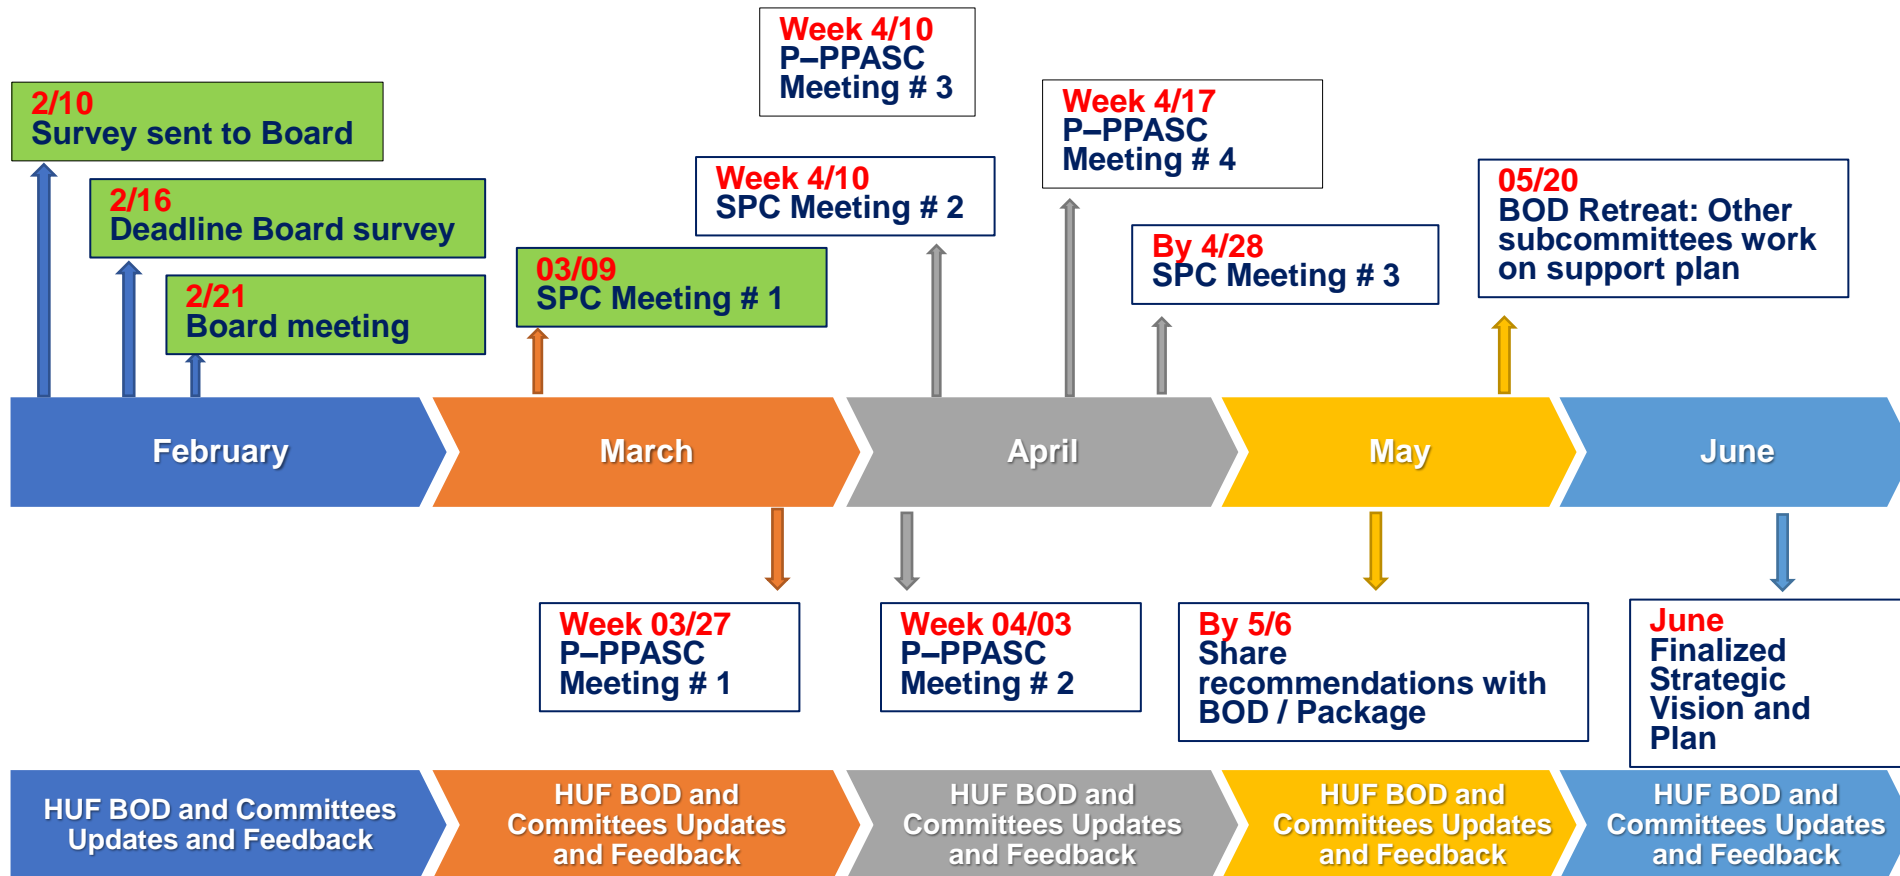 Week 4/10
P–PPASC
Meeting # 3
2/10
Survey sent to Board
Week 4/17
P–PPASC
Meeting # 4
Week 4/10
SPC Meeting # 2
05/20
BOD Retreat: Other
subcommittees work
on support plan
2/16
Deadline Board survey
By 4/28
SPC Meeting # 3
03/09
SPC Meeting # 1
2/21
Board meeting
February
March
April
May
June
Week 03/27
P–PPASC
Meeting # 1
Week 04/03
P–PPASC
Meeting # 2
By 5/6
Share
recommendations with
BOD / Package
June
Finalized
Strategic
Vision and
Plan
HUF BOD and Committees
Updates and Feedback
HUF BOD and
Committees Updates
and Feedback
HUF BOD and
Committees Updates
and Feedback
HUF BOD and
Committees Updates
and Feedback
HUF BOD and
Committees Updates
and Feedback